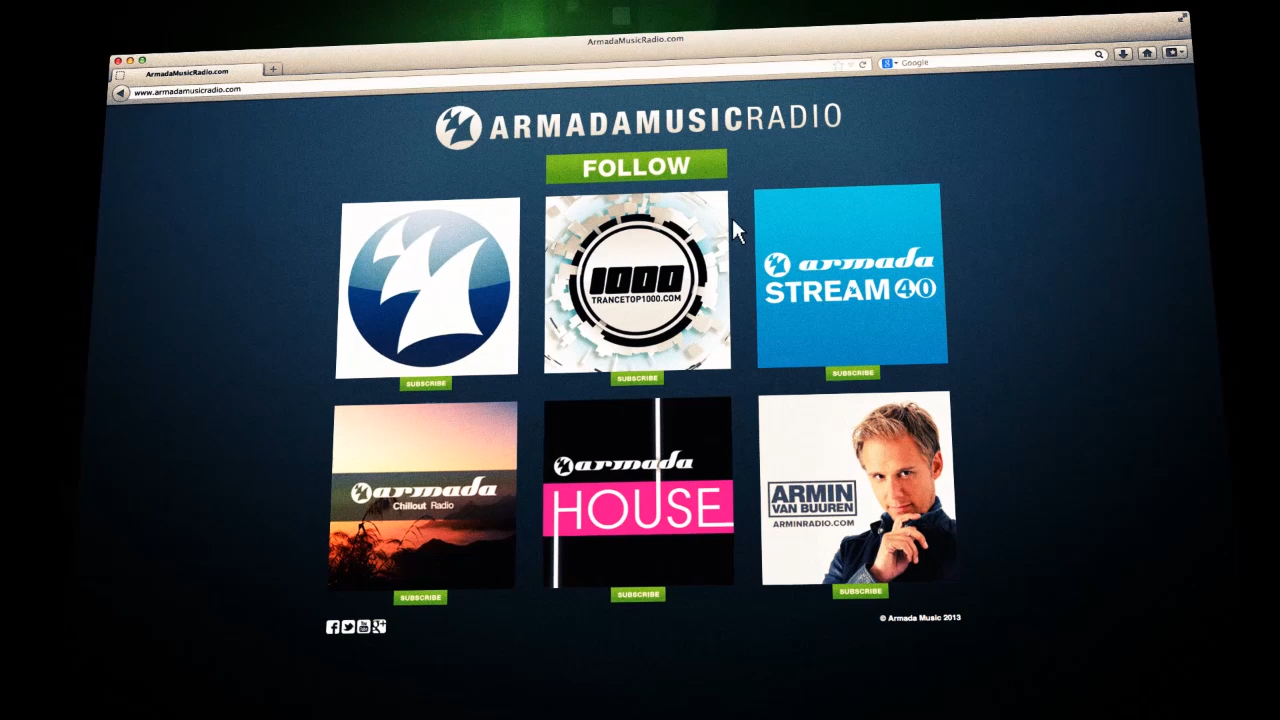 ArmadaMusicRadio.com
ArmadaMusicRadio.com
www.armadamusicradio.com
Google
ARMADAMUSICRADIO
FOLLOW
1000
TRANCETOP1000.COM
armada
STREAM 40
SUBSCRIBE
SUBSCRIBE
SUBSCRIBE
armada
Chillout Radio
armada
HOUSE
ARMIN
VAN BUUREN
ARMINRADIO.COM
SUBSCRIBE
SUBSCRIBE
SUBSCRIBE
© Armada Music 2013